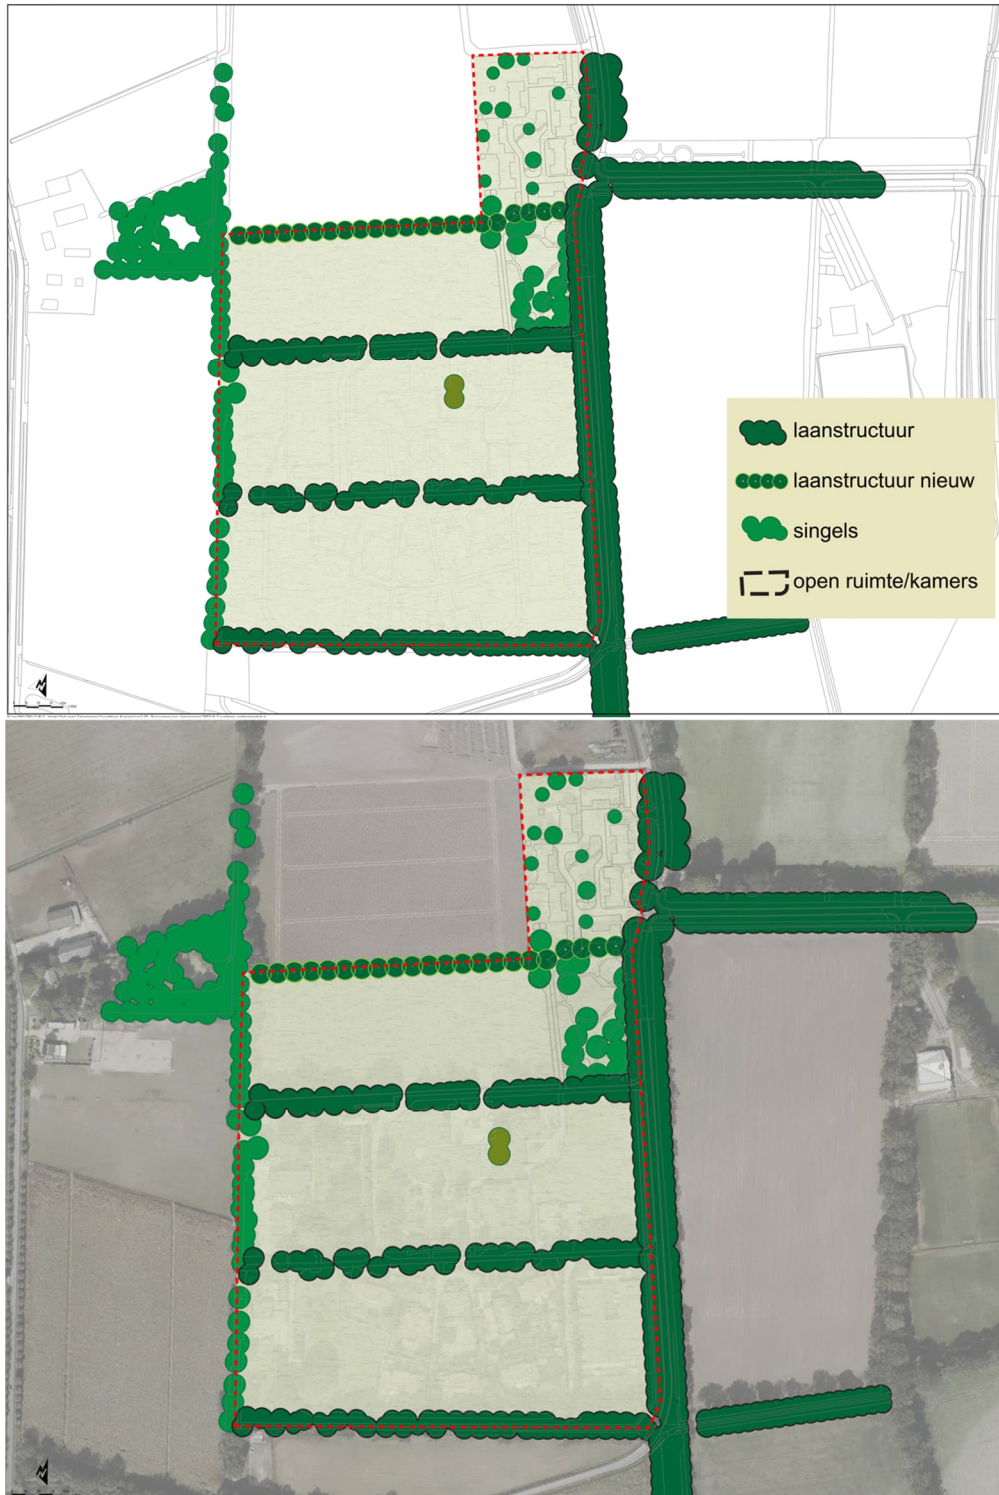 laanstructuur
laanstructuur nieuw
singels
open ruimte/kamers